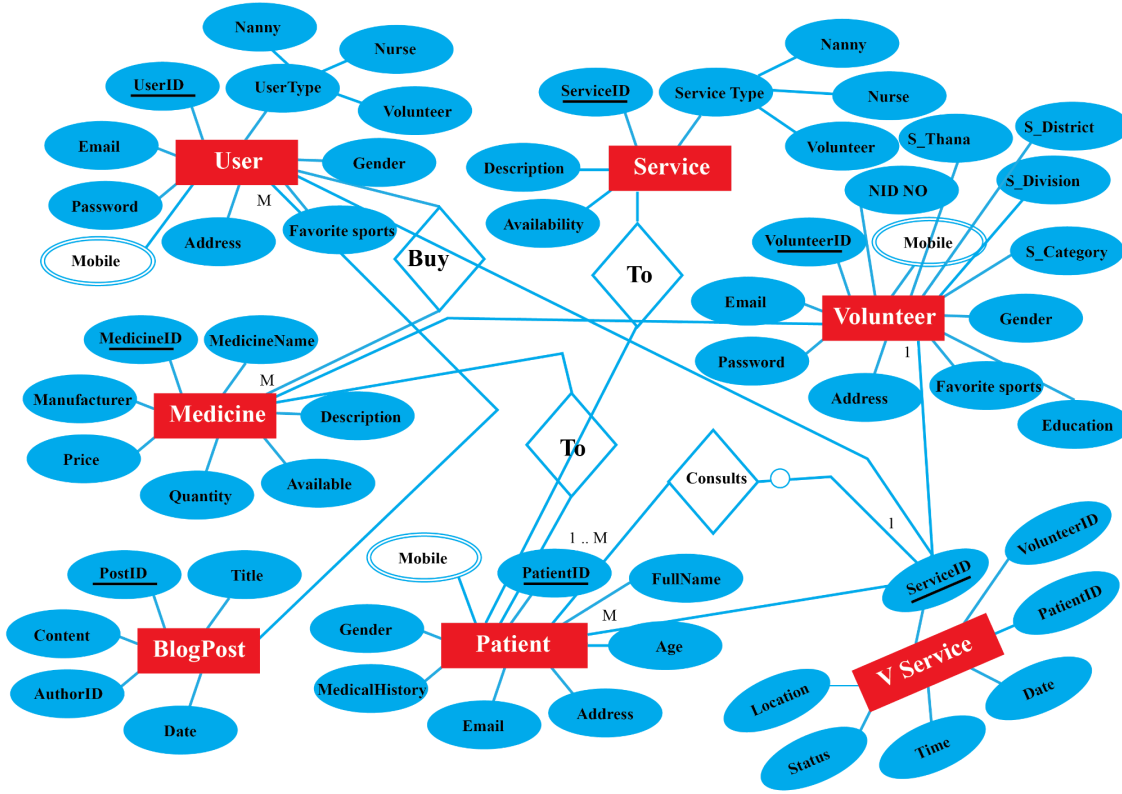 Nanny
Nurse
UserID
UserType
Volunteer
Email
User
Gender
Password
M
Address
Favorite sports
Mobile
Buy
Nanny
ServiceID
Service Type
Nurse
Description
Service
Volunteer
Availability
To
S_Thana
S_District
NID NO
S_Division
VolunteerID
Mobile
S_Category
Email
Volunteer
Gender
Password
1
Address
Favorite sports
Education
MedicineID
MedicineName
M
Manufacturer
Medicine
Description
Price
Quantity
Available
To
Consults
1
1 .. M
Mobile
PatientID
FullName
M
Gender
Patient
Age
MedicalHistory
Email
Address
PostID
Title
Content
BlogPost
AuthorID
Date
ServiceID
VolunteerID
PatientID
V Service
Location
Date
Status
Time